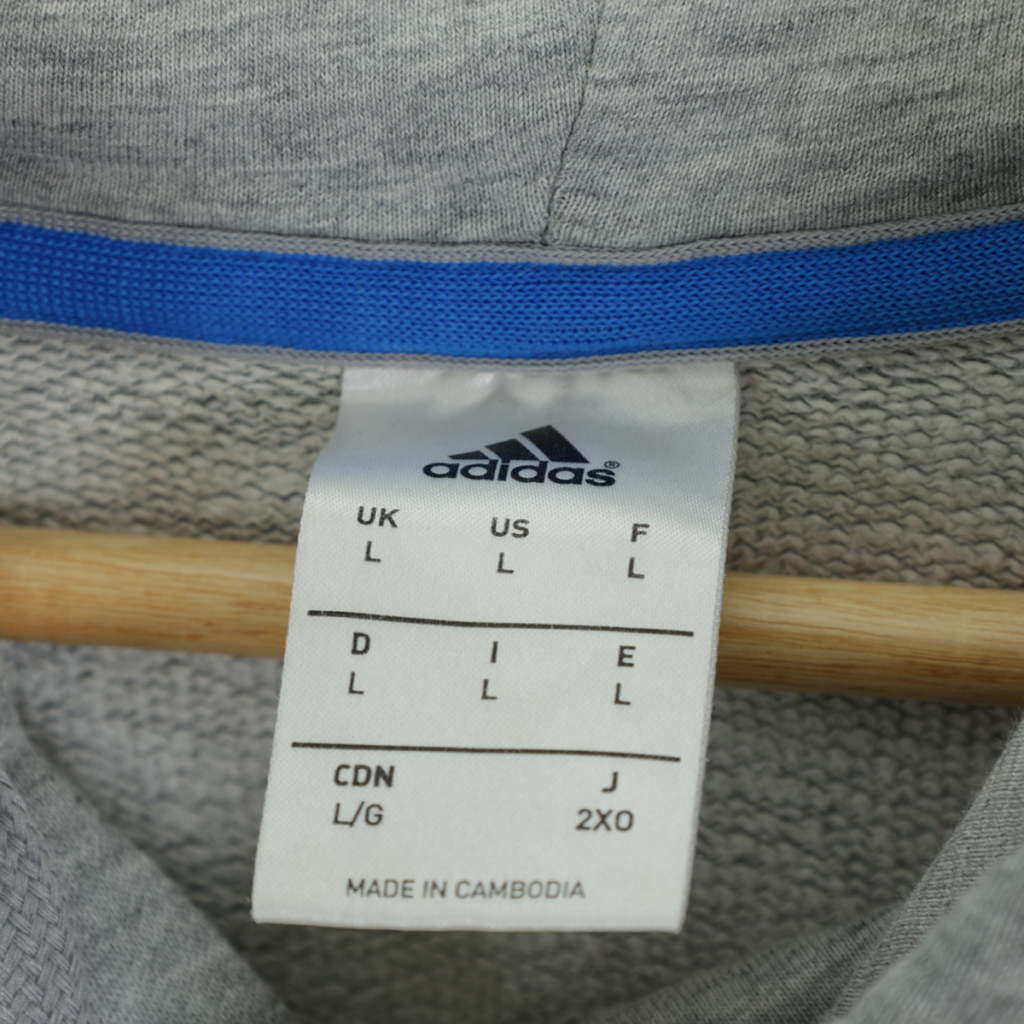 adidas®
UK US F
L L L
D I E
L L L
CDN J
L/G 2XO
MADE IN CAMBODIA